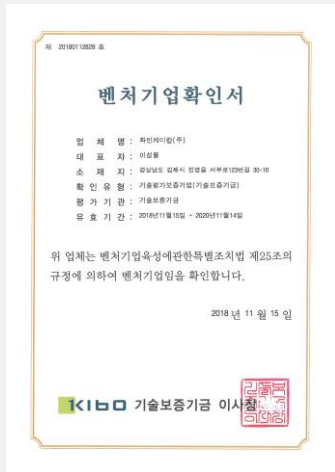 제 20180112828 호
벤처기업확인서
업 체 명 : 화인케미칼(주)
대 표 자 : 이성율
소 재 지 : 경상남도 김해시 진영읍 서부로123번길 30-16
확 인 유 형 : 기술평가보증기업(기술보증기금)
평 가 기 관 : 기술보증기금
유 효 기 간 : 2018년11월15일 ~ 2020년11월14일
위 업체는 벤처기업육성에관한특별조치법 제25조의
규정에 의하여 벤처기업임을 확인합니다.
2018 년 11 월 15 일
KIBO 기술보증기금 이사장